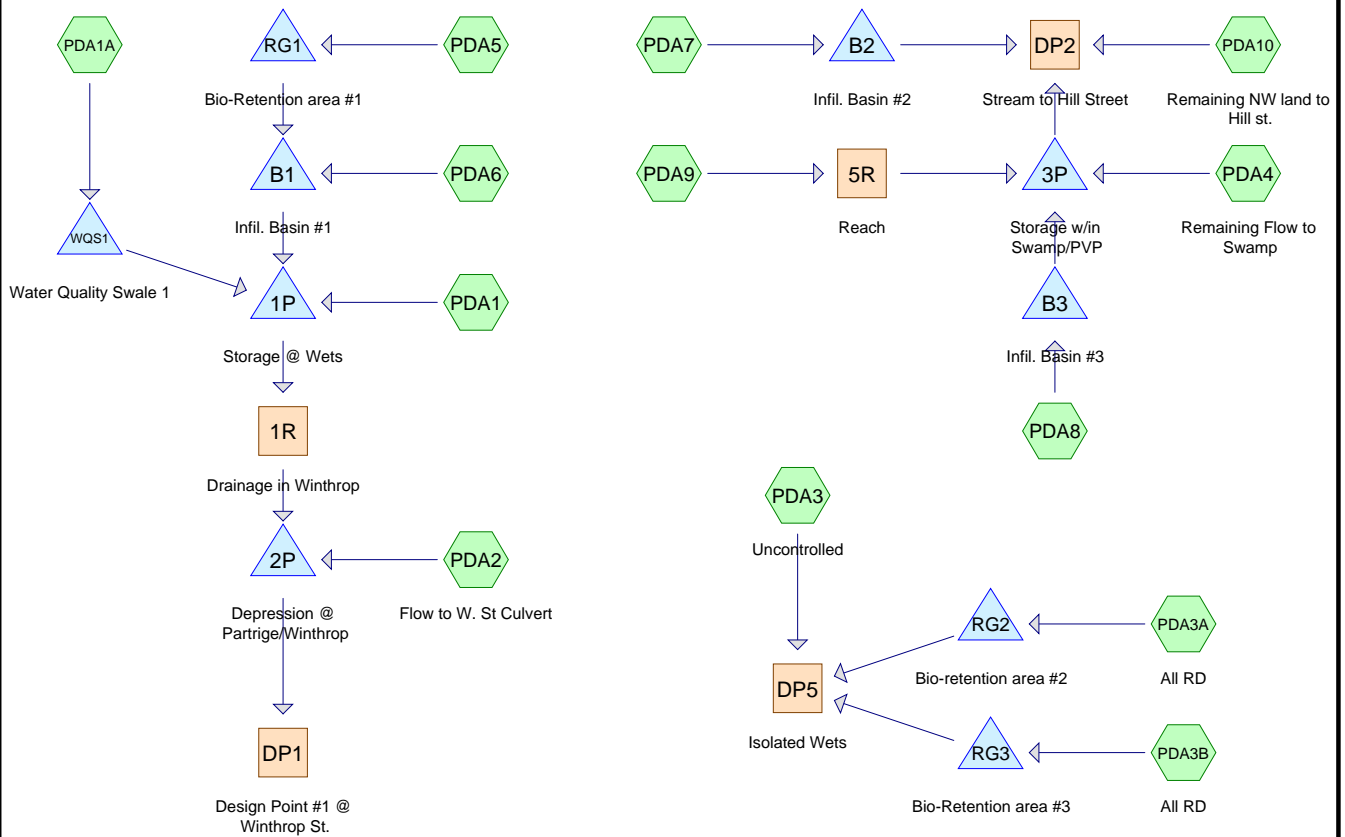 PDA1A
RG1
PDA5
PDA7
B2
DP2
PDA10
Bio-Retention area #1
Infil. Basin #2
Stream to Hill Street
Remaining NW land to
Hill st.
B1
PDA6
PDA9
5R
3P
PDA4
Infil. Basin #1
Reach
Storage w/in
Swamp/PVP
Remaining Flow to
Swamp
WQS1
Water Quality Swale 1
1P
PDA1
B3
Storage @ Wets
Infil. Basin #3
1R
PDA8
Drainage in Winthrop
PDA3
Uncontrolled
2P
PDA2
Depression @
Partrige/Winthrop
Flow to W. St Culvert
RG2
PDA3A
Bio-retention area #2
All RD
DP5
Isolated Wets
RG3
PDA3B
Bio-Retention area #3
All RD
DP1
Design Point #1 @
Winthrop St.